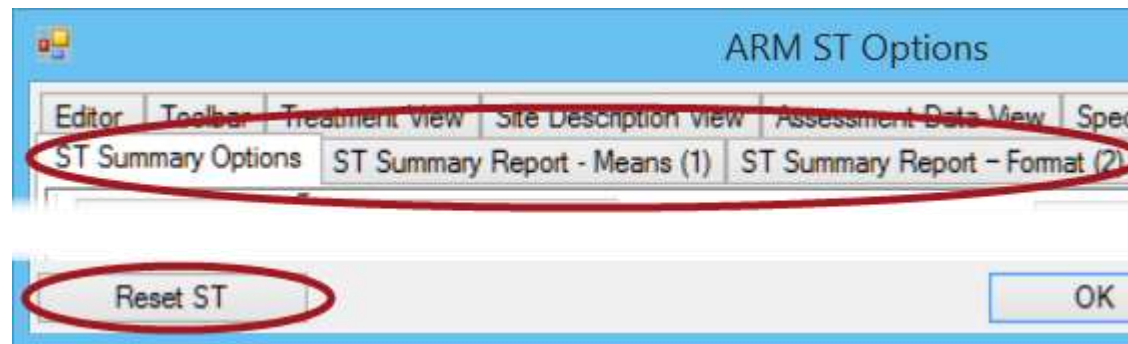 ARM ST Options
Editor Toolbar Treatment View Site Description View Assessment Data View Spec
ST Summary Options ST Summary Report - Means (1) ST Summary Report – Format (2)
Reset ST OK